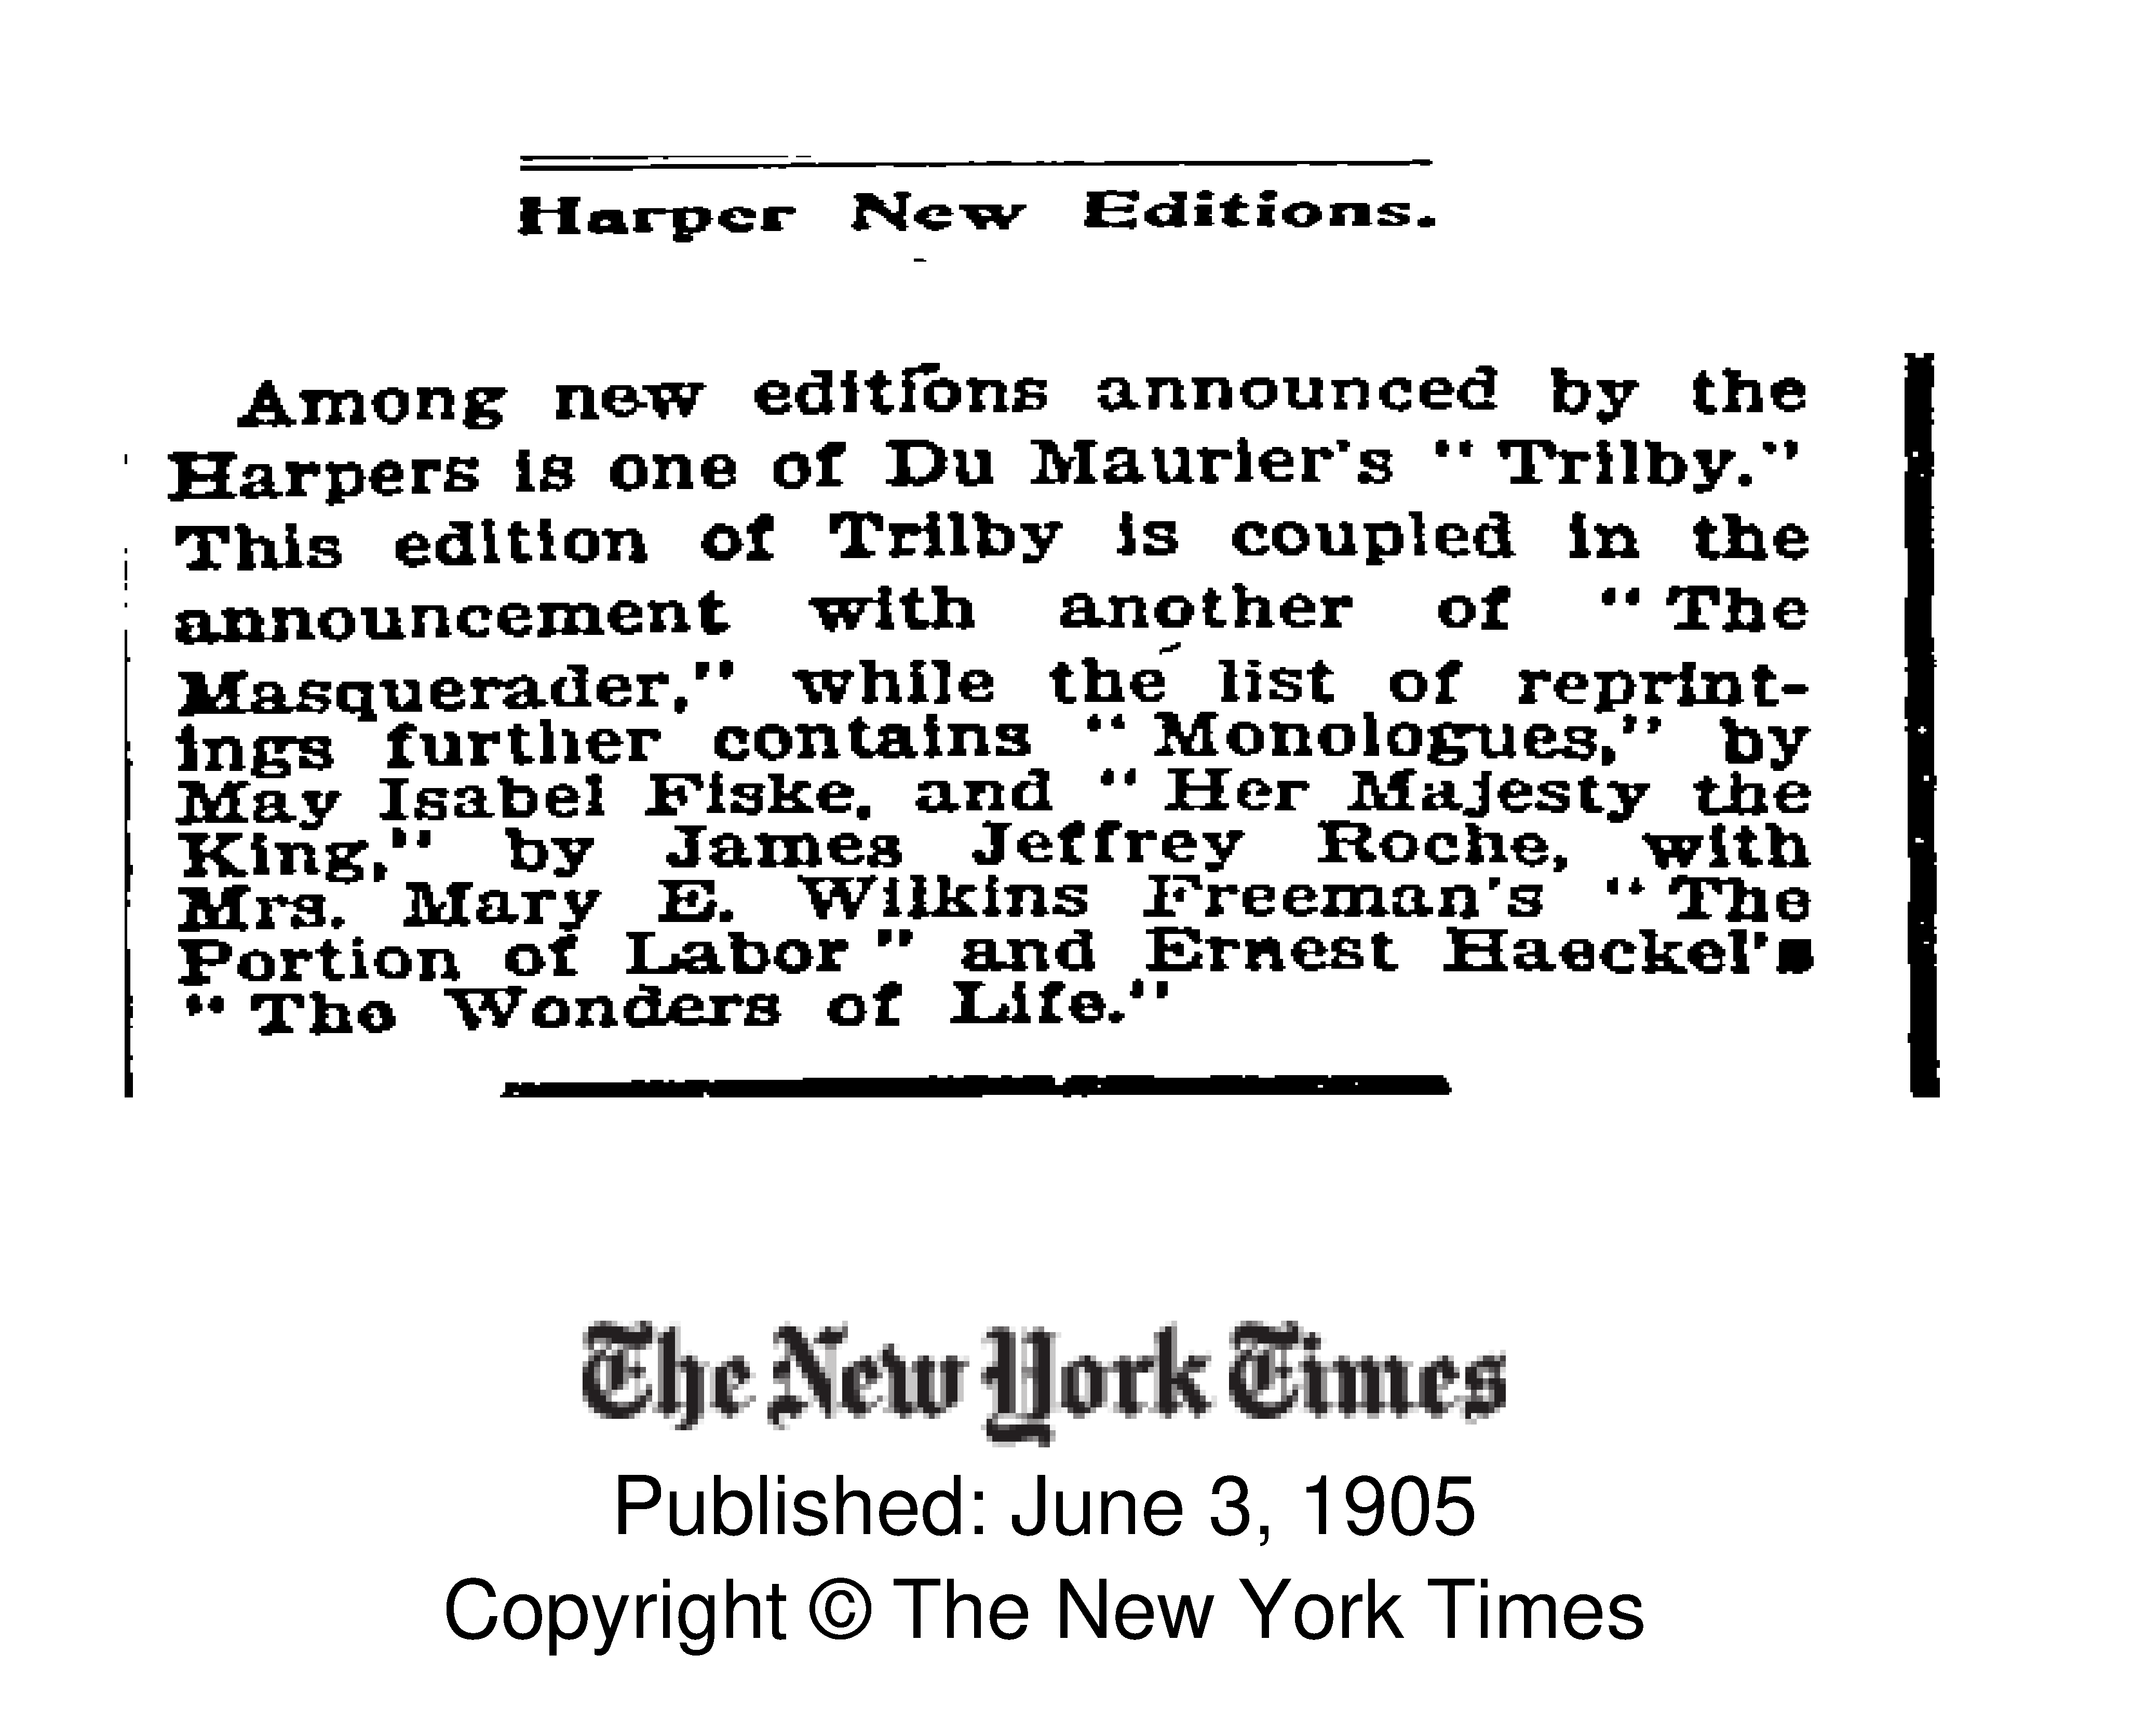 Harper New Editions.
Among new editions announced by the
Harpers is one of Du Maurier's "Trilby."
This edition of Trilby is coupled in the
announcement with another of "The
Masquerader," while the list of reprint-
ings further contains "Monologues," by
May Isabel Fiske, and "Her Majesty the
King," by James Jeffrey Roche, with
Mrs. Mary E. Wilkins Freeman's "The
Portion of Labor" and Ernest Haeckel's
"The Wonders of Life."
The New York Times
Published: June 3, 1905
Copyright © The New York Times